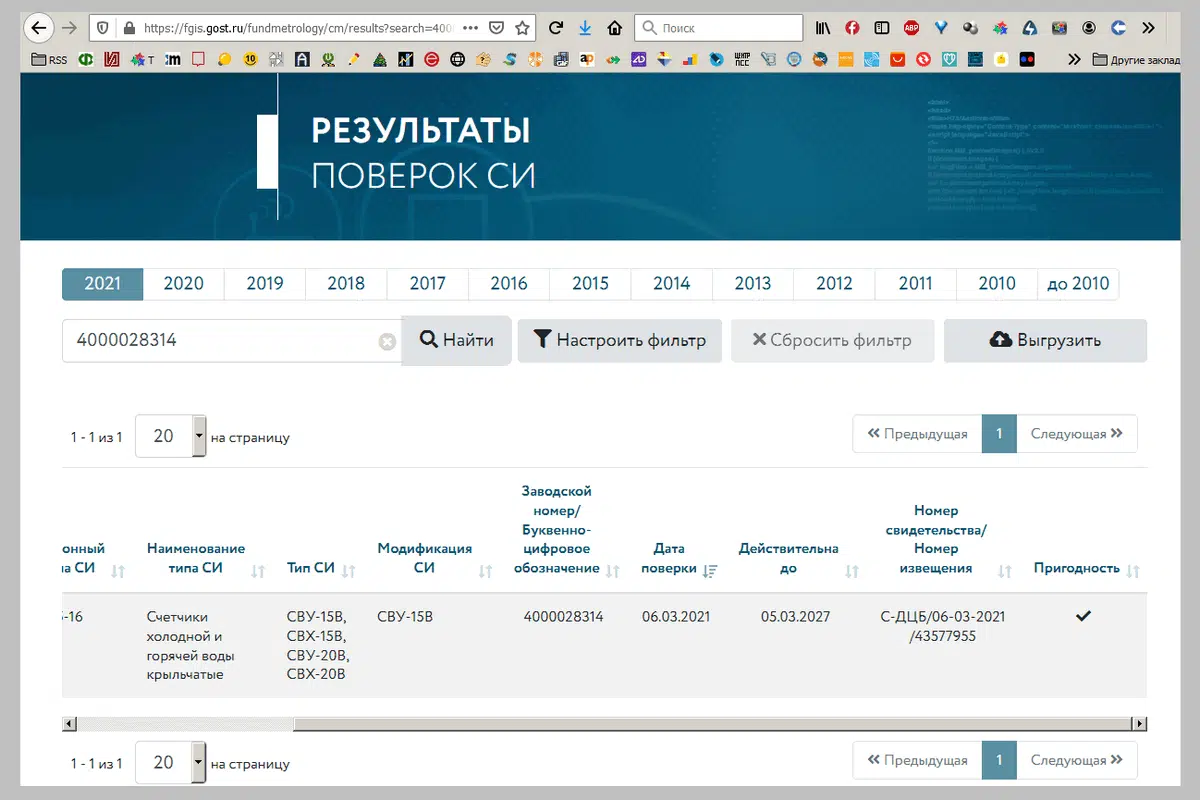 https://fgis.gost.ru/fundmetrology/cm/results?search=400
Поиск
RSS
Другие заклад
РЕЗУЛЬТАТЫ
ПОВЕРОК СИ
2021 2020 2019 2018 2017 2016 2015 2014 2013 2012 2011 2010 до 2010
4000028314 Найти Настроить фильтр Сбросить фильтр Выгрузить
1 - 1 из 1 20 на страницу Предыдущая 1 Следующая
Заводской
номер/ Номер
Буквенно- свидетельства/
онный Наименование Модификация цифровое Дата Действительна Номер
а СИ типа СИ Тип СИ СИ обозначение поверки до извещения Пригодность
-16 Счетчики СВУ-15В, СВУ-15В 4000028314 06.03.2021 05.03.2027 С-ДЦБ/06-03-2021
холодной и СВХ-15В, /43577955
горячей воды СВУ-20В,
крыльчатые СВХ-20В
1 - 1 из 1 20 на страницу Предыдущая 1 Следующая